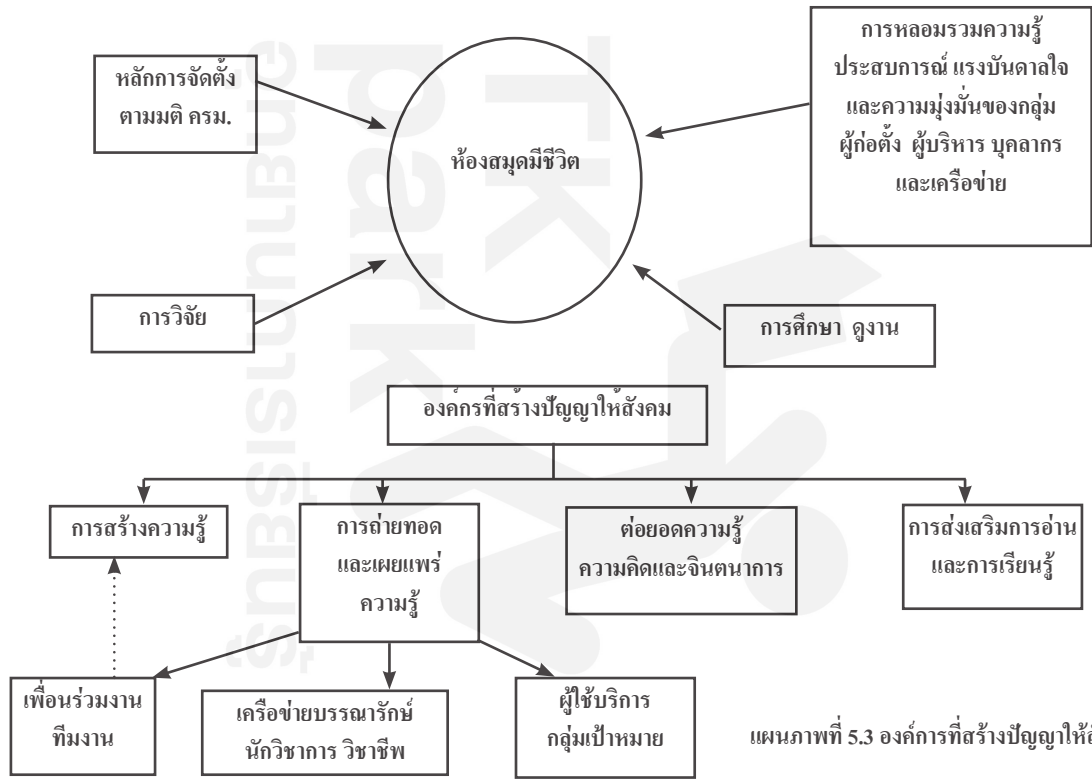 หลักการจัดตั้ง
ตามมติ ครม.
ห้องสมุดมีชีวิต
การหลอมรวมความรู้
ประสบการณ์ แรงบันดาลใจ
และความมุ่งมั่นของกลุ่ม
ผู้ก่อตั้ง ผู้บริหาร บุคลากร
และเครือข่าย
การวิจัย
การศึกษา ดูงาน
องค์กรที่สร้างปัญญาให้สังคม
การสร้างความรู้
การถ่ายทอด
และเผยแพร่
ความรู้
ต่อยอดความรู้
ความคิดและจินตนาการ
การส่งเสริมการอ่าน
และการเรียนรู้
เพื่อนร่วมงาน
ทีมงาน
เครือข่ายบรรณารักษ์
นักวิชาการ วิชาชีพ
ผู้ใช้บริการ
กลุ่มเป้าหมาย
แผนภาพที่ 5.3 องค์การที่สร้างปัญญาให้
TK
park
อุทยานการเรียนรู้